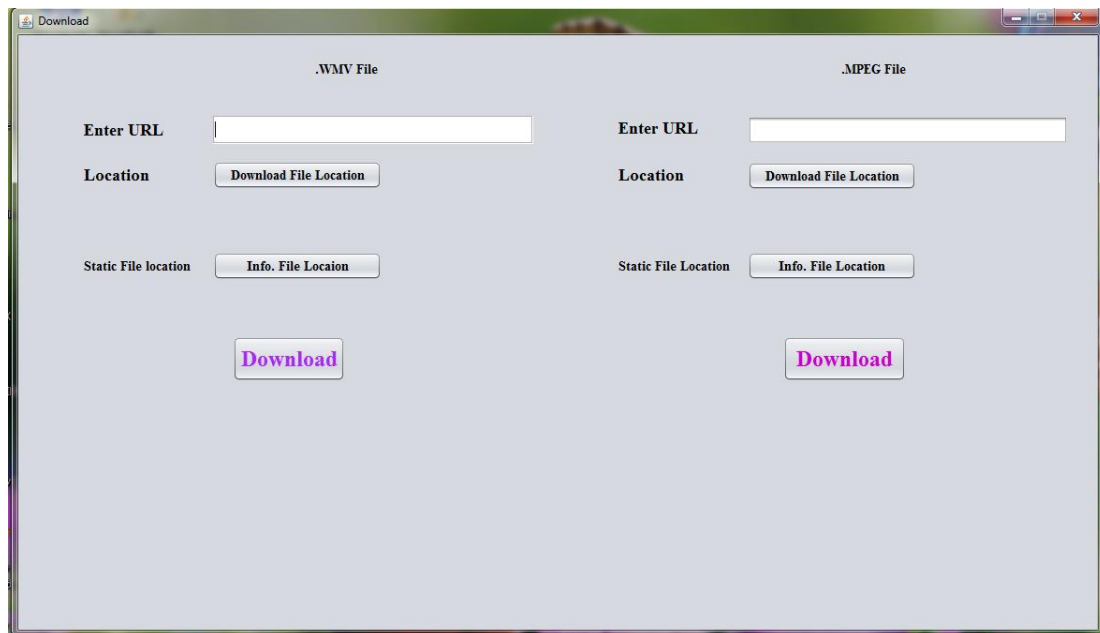 Download
.WMV File
.MPEG File
Enter URL
Enter URL
Location
Download File Location
Location
Download File Location
Static File location
Info. File Locaion
Static File Location
Info. File Location
Download
Download